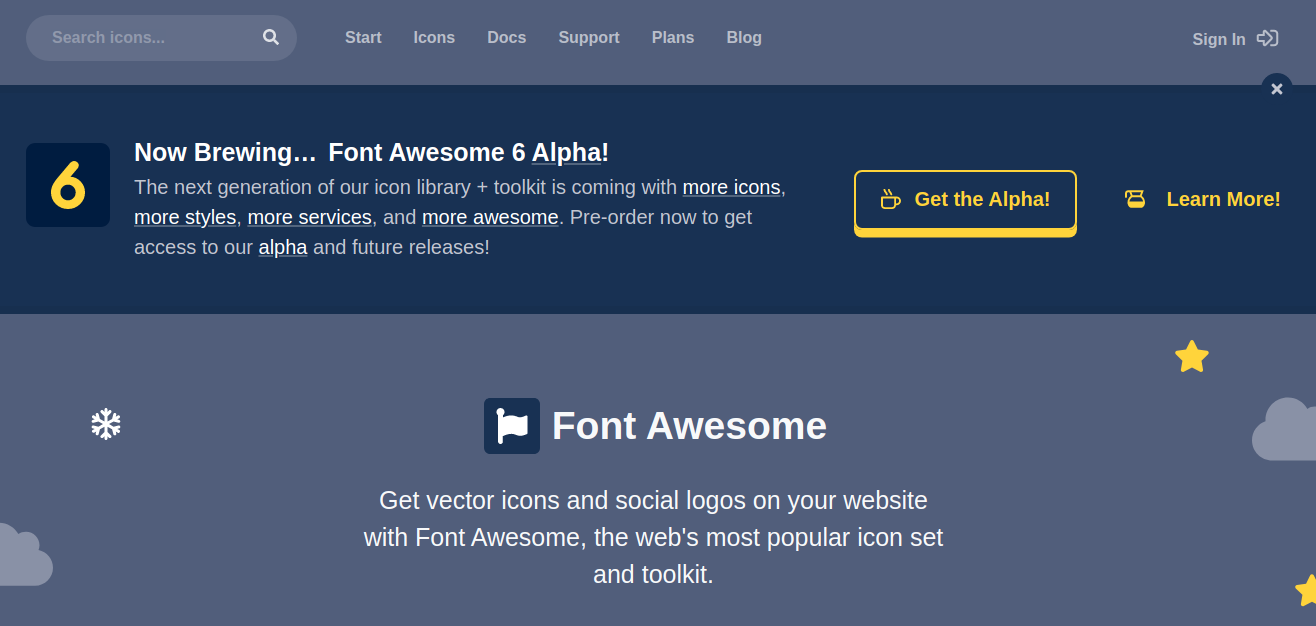 Search icons...
Start
Icons
Docs
Support
Plans
Blog
Sign In
6
Now Brewing... Font Awesome 6 Alpha!
The next generation of our icon library + toolkit is coming with more icons,
more styles, more services, and more awesome. Pre-order now to get
access to our alpha and future releases!
Get the Alpha!
Learn More!
Font Awesome
Get vector icons and social logos on your website
with Font Awesome, the web's most popular icon set
and toolkit.